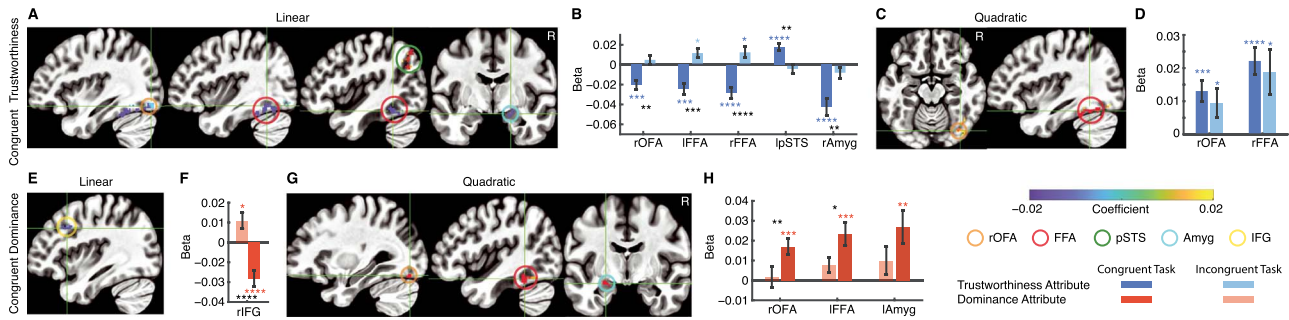 A
Linear
Congruent Trustworthiness
R
B
Beta
0.02
0
−0.02
−0.04
−0.06
*** ** *** * *** **** * **** **** ** **** **
rOFA lFFA rFFA lpSTS rAmyg
C
Quadratic
R
D
Beta
0.03
0.02
0.01
0
*** * **** *
rOFA rFFA
E
Linear
Congruent Dominance
F
Beta
0.02
0.01
0
−0.01
−0.02
−0.03
−0.04
*
****
****
rIFG
G
Quadratic
R
H
Beta
0.04
0.03
0.02
0.01
0
−0.01
** *** * *** **
rOFA lFFA lAmyg
−0.02 Coefficient 0.02
rOFA FFA pSTS Amyg IFG
Congruent Task Incongruent Task
Trustworthiness Attribute
Dominance Attribute